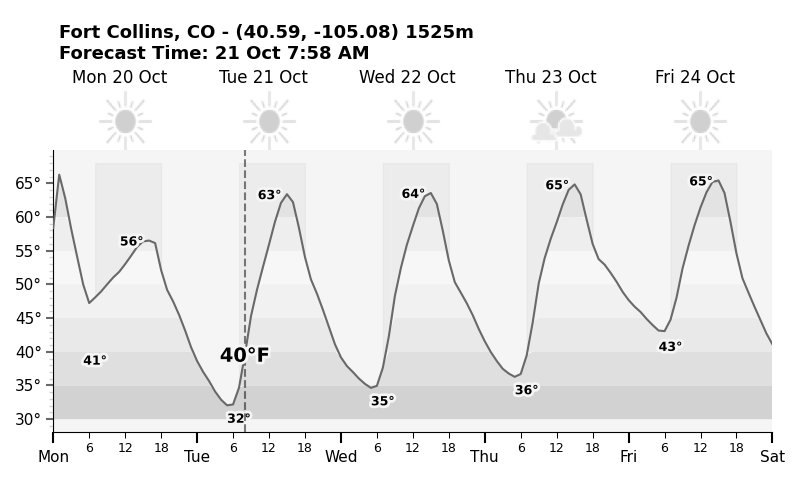 Fort Collins, CO - (40.59, -105.08) 1525m
Forecast Time: 21 Oct 7:58 AM
Mon 20 Oct Tue 21 Oct Wed 22 Oct Thu 23 Oct Fri 24 Oct
65°
60°
55°
50°
45°
40°
35°
30°
56° 63° 64° 65° 65°
41° 40°F 32° 35° 36° 43°
6 12 18 6 12 18 6 12 18 6 12 18 6 12 18
Mon Tue Wed Thu Fri Sat